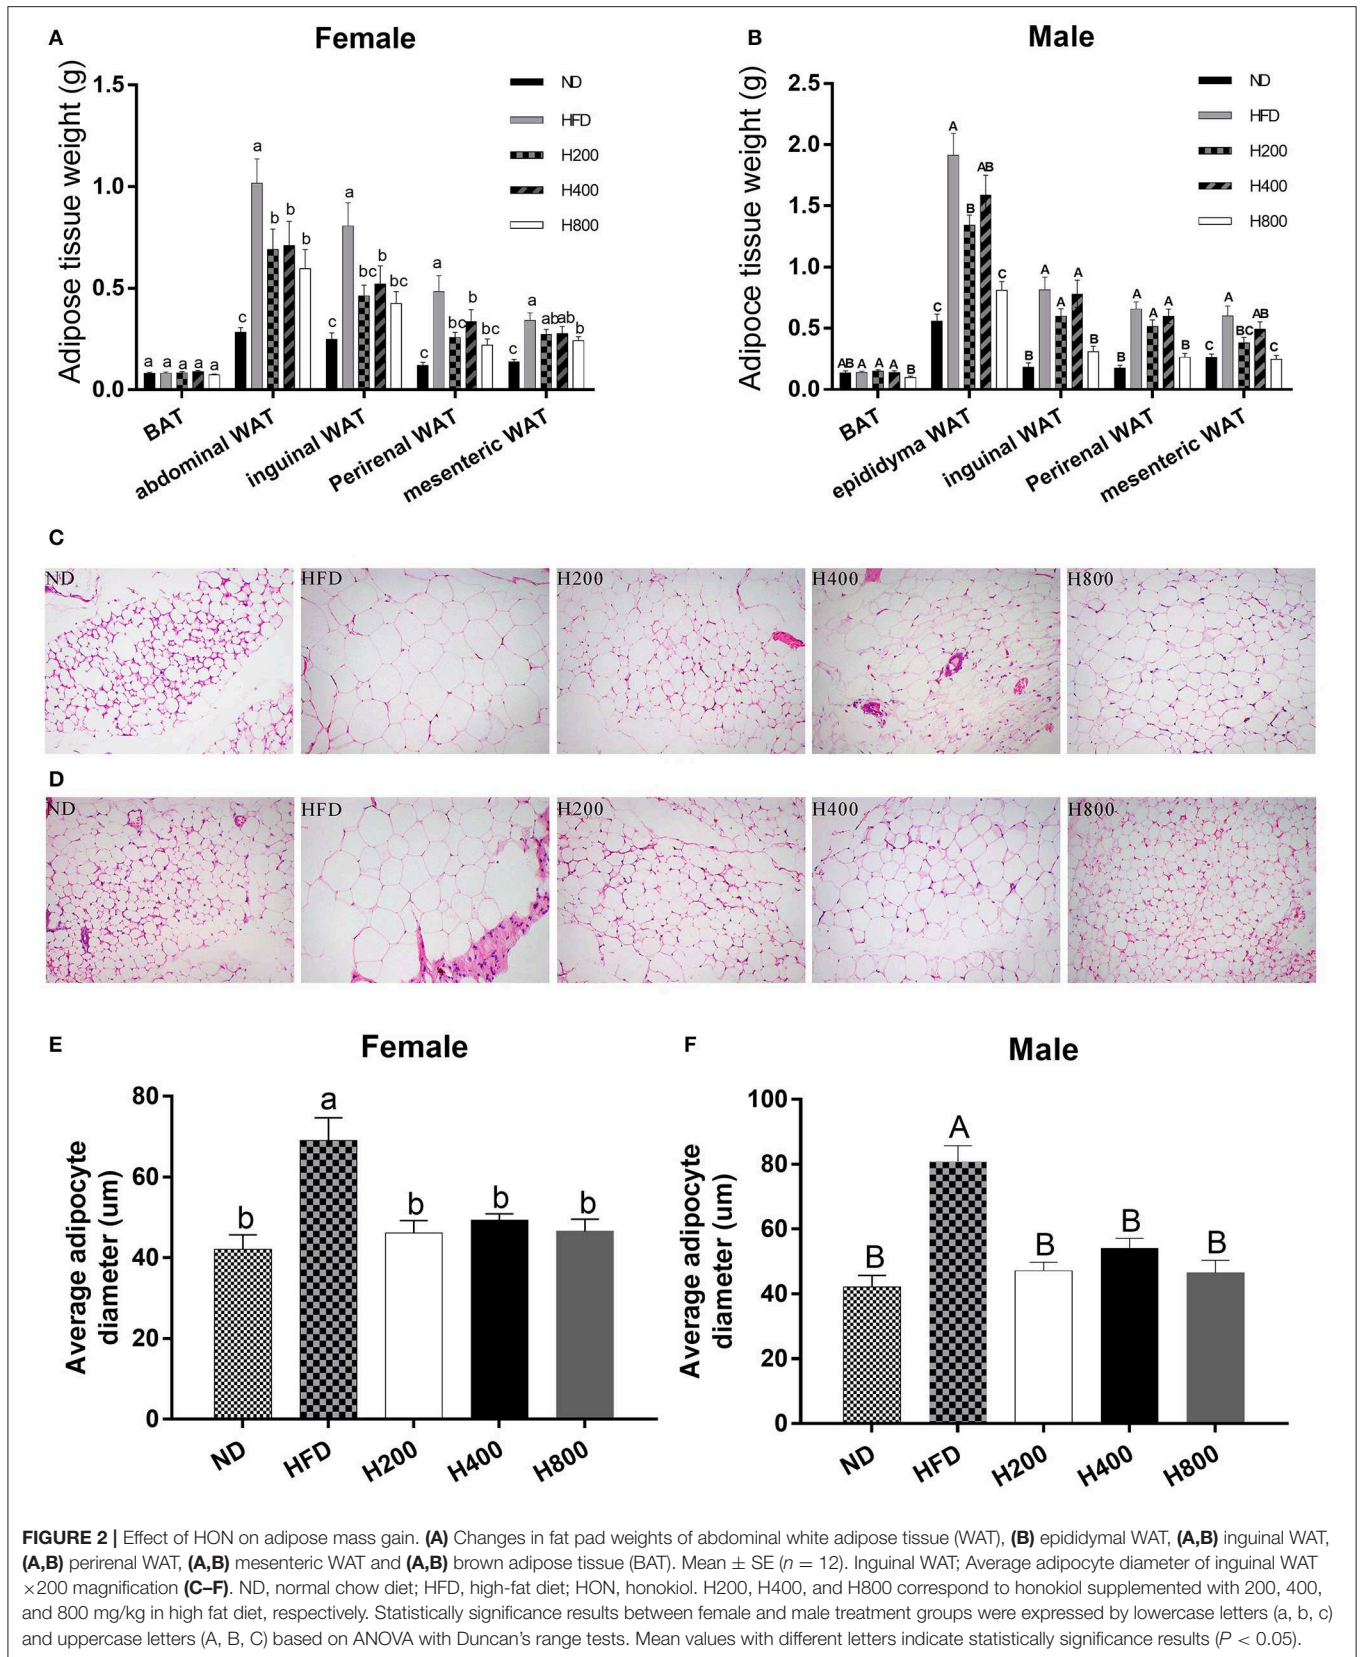 A
Female
Adipose tissue weight (g)
1.5
1.0
0.5
0.0
ND
HFD
H200
H400
H800
a a a a a
c a b b b
c a bc b bc
c a bc b bc
c a ab ab b
BAT
abdominal WAT
inguinal WAT
Perirenal WAT
mesenteric WAT
B
Male
Adipoce tissue weight (g)
2.5
2.0
1.5
1.0
0.5
0.0
ND
HFD
H200
H400
H800
AB A A A B
C A B AB C
B A A A B
B A A A B
C A BC AB C
BAT
epididyma WAT
inguinal WAT
Perirenal WAT
mesenteric WAT
C
ND HFD H200 H400 H800
D
ND HFD H200 H400 H800
E
Female
Average adipocyte
diameter (um)
80
60
40
20
0
b a b b b
ND HFD H200 H400 H800
F
Male
Average adipocyte
diameter (um)
100
80
60
40
20
0
B A B B B
ND HFD H200 H400 H800
FIGURE 2 | Effect of HON on adipose mass gain. (A) Changes in fat pad weights of abdominal white adipose tissue (WAT), (B) epididymal WAT, (A,B) inguinal WAT,
(A,B) perirenal WAT, (A,B) mesenteric WAT and (A,B) brown adipose tissue (BAT). Mean ± SE (n = 12). Inguinal WAT; Average adipocyte diameter of inguinal WAT
×200 magnification (C–F). ND, normal chow diet; HFD, high-fat diet; HON, honokiol. H200, H400, and H800 correspond to honokiol supplemented with 200, 400,
and 800 mg/kg in high fat diet, respectively. Statistically significance results between female and male treatment groups were expressed by lowercase letters (a, b, c)
and uppercase letters (A, B, C) based on ANOVA with Duncan's range tests. Mean values with different letters indicate statistically significance results (P < 0.05).